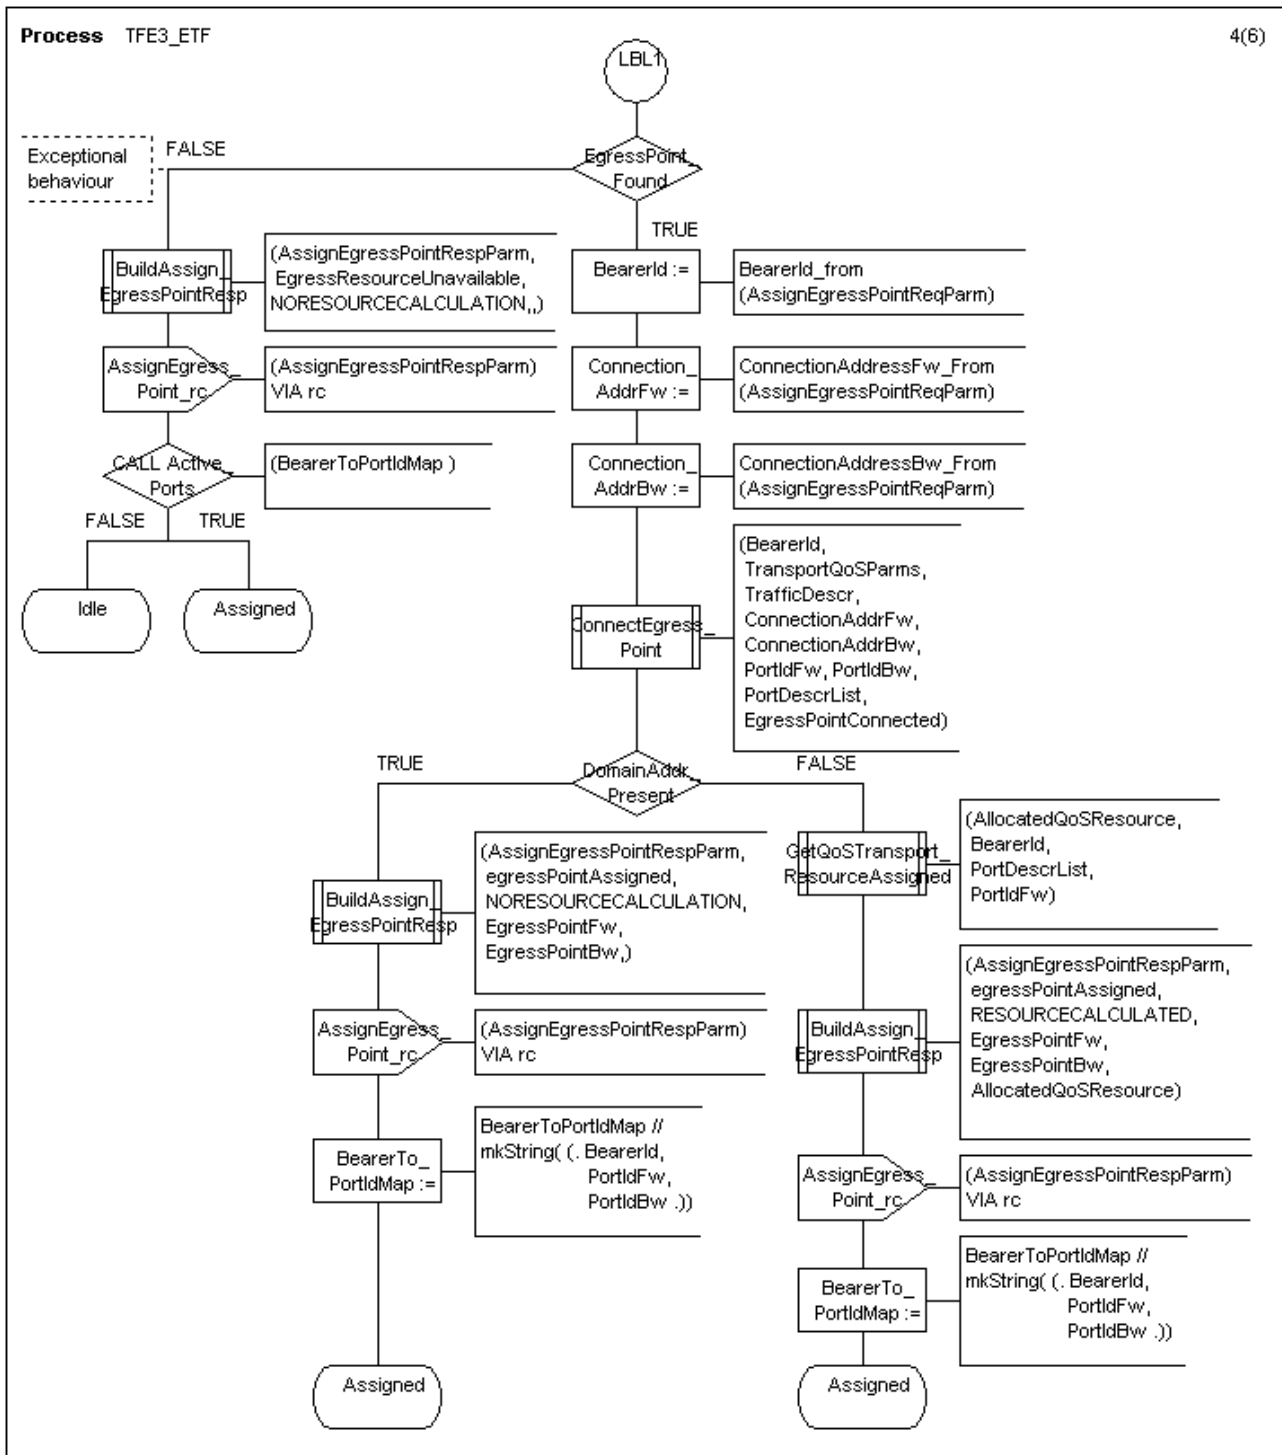 Process TFE3_ETF
4(6)
LBL1
Exceptional
behaviour
FALSE
EgressPoint_
Found
TRUE
BuildAssign_
EgressPointResp
(AssignEgressPointRespParm,
EgressResourceUnavailable,
NORESOURCECALCULATION,,)
BearerId :=
BearerId_from
(AssignEgressPointReqParm)
AssignEgress_
Point_rc
(AssignEgressPointRespParm)
VIA rc
Connection_
AddrFw :=
ConnectionAddressFw_From
(AssignEgressPointReqParm)
CALL Active_
Ports
(BearerToPortIdMap )
Connection_
AddrBw :=
ConnectionAddressBw_From
(AssignEgressPointReqParm)
FALSE
TRUE
Idle
Assigned
ConnectEgress_
Point
(BearerId,
TransportQoSParms,
TrafficDescr,
ConnectionAddrFw,
ConnectionAddrBw,
PortIdFw, PortIdBw,
PortDescrList,
EgressPointConnected)
TRUE
DomainAddr_
Present
FALSE
BuildAssign_
EgressPointResp
(AssignEgressPointRespParm,
egressPointAssigned,
NORESOURCECALCULATION,
EgressPointFw,
EgressPointBw,)
GetQoSTransport_
ResourceAssigned
(AllocatedQoSResource,
BearerId,
PortDescrList,
PortIdFw)
AssignEgress_
Point_rc
(AssignEgressPointRespParm)
VIA rc
BuildAssign_
EgressPointResp
(AssignEgressPointRespParm,
egressPointAssigned,
RESOURCECALCULATED,
EgressPointFw,
EgressPointBw,
AllocatedQoSResource)
BearerTo_
PortIdMap :=
BearerToPortIdMap //
mkString( (. BearerId,
PortIdFw,
PortIdBw .))
AssignEgress_
Point_rc
(AssignEgressPointRespParm)
VIA rc
BearerTo_
PortIdMap :=
BearerToPortIdMap //
mkString( (. BearerId,
PortIdFw,
PortIdBw .))
Assigned
Assigned